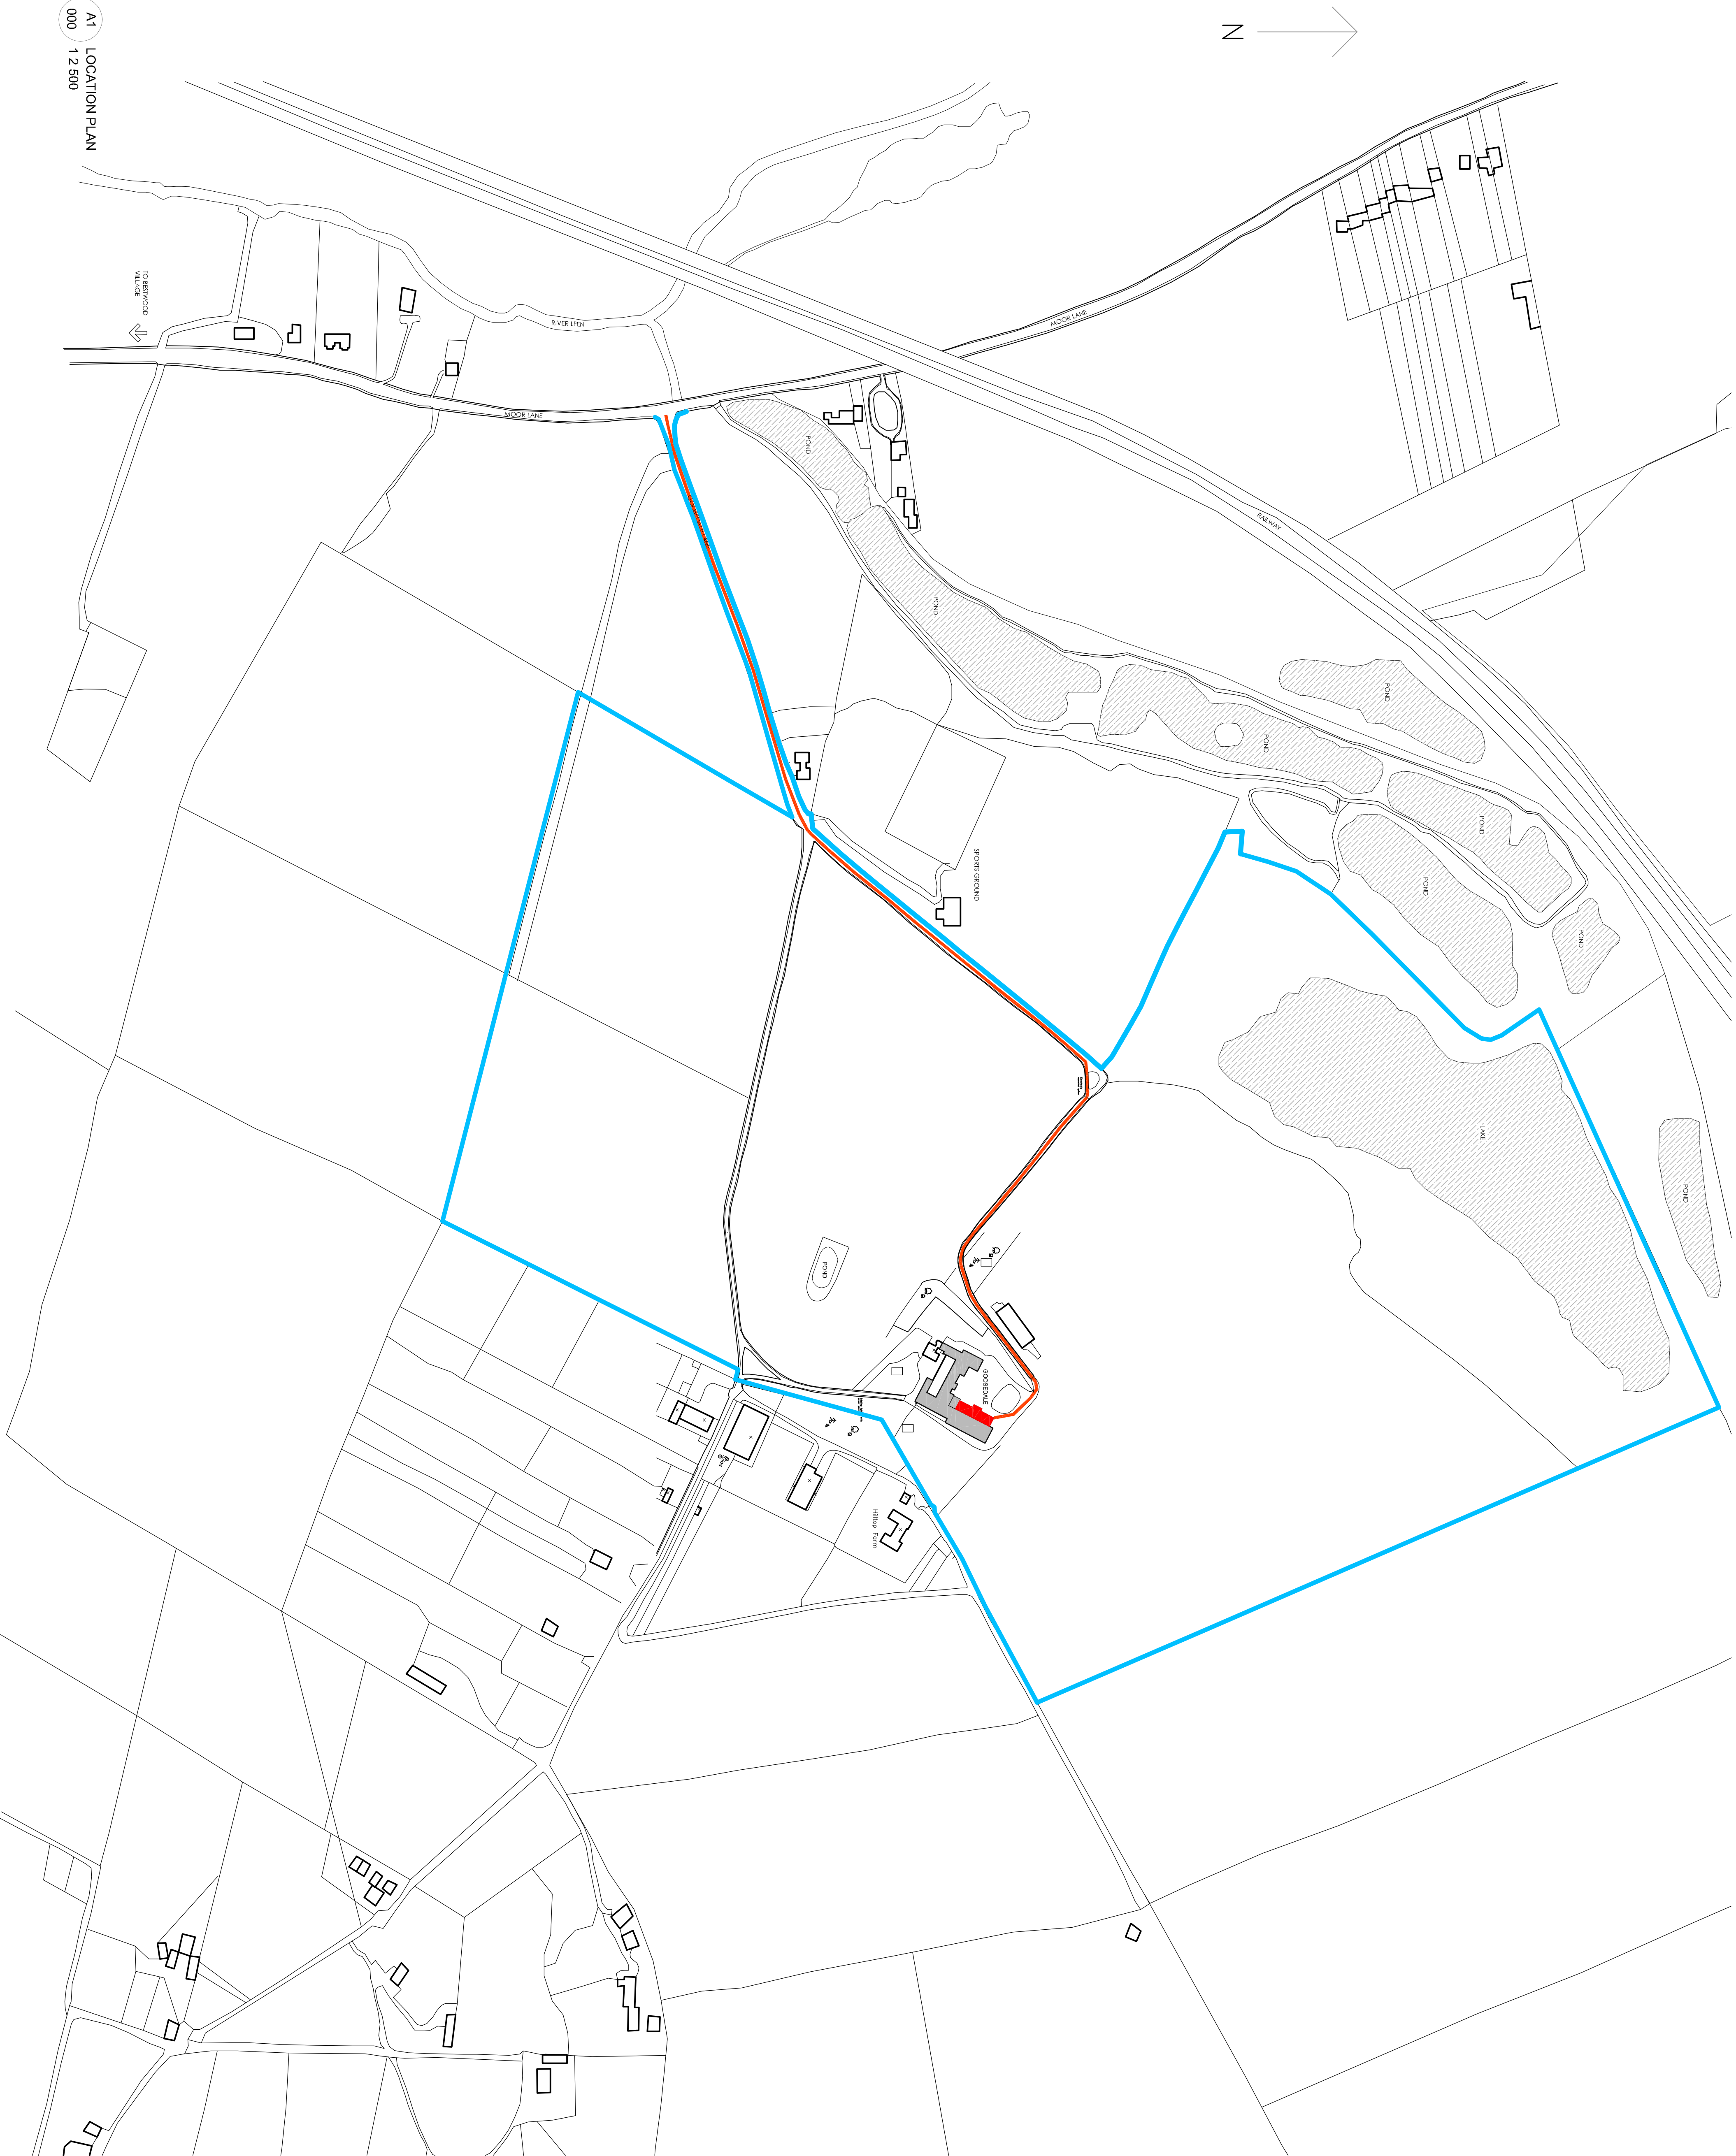 A1
000
LOCATION PLAN
1 2 500
N
TO BESTWOOD
VILLAGE
RIVER LEEN
MOOR LANE
MOOR LANE
RAILWAY
POND
POND
POND
POND
POND
POND
POND
SPORTS GROUND
LAKE
POND
POND
GOOSEDALE
Hilltop Farm